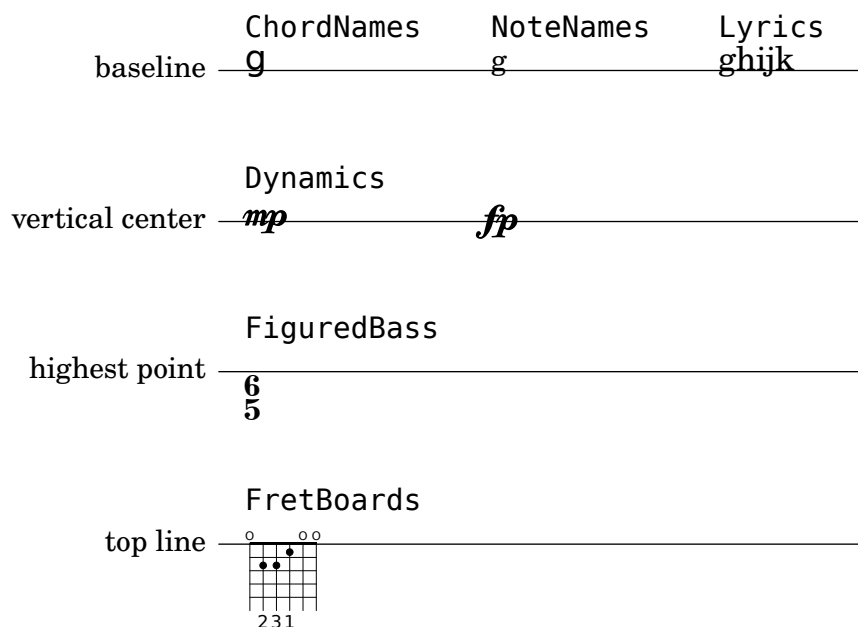 ChordNames NoteNames Lyrics
baseline g g ghijk
Dynamics
vertical center mp fp
FiguredBass
highest point
6
5
FretBoards
top line
o o o
231